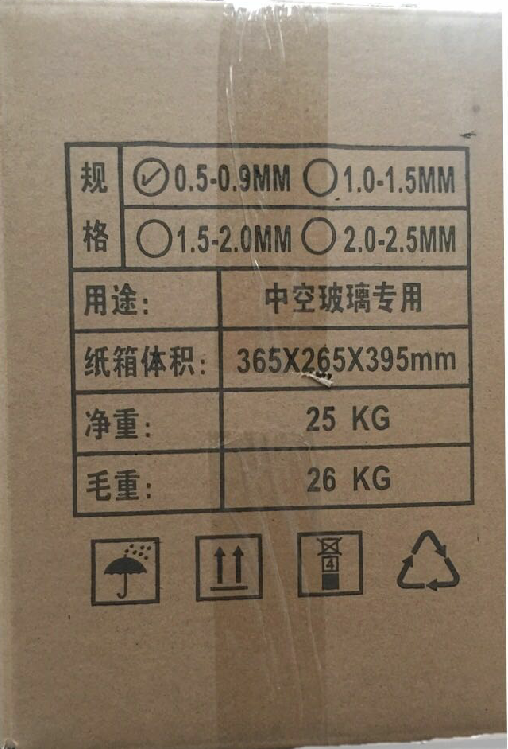 规格
0.5-0.9MM 1.0-1.5MM
1.5-2.0MM 2.0-2.5MM
用途: 中空玻璃专用
纸箱体积: 365X265X395mm
净重: 25 KG
毛重: 26 KG
4